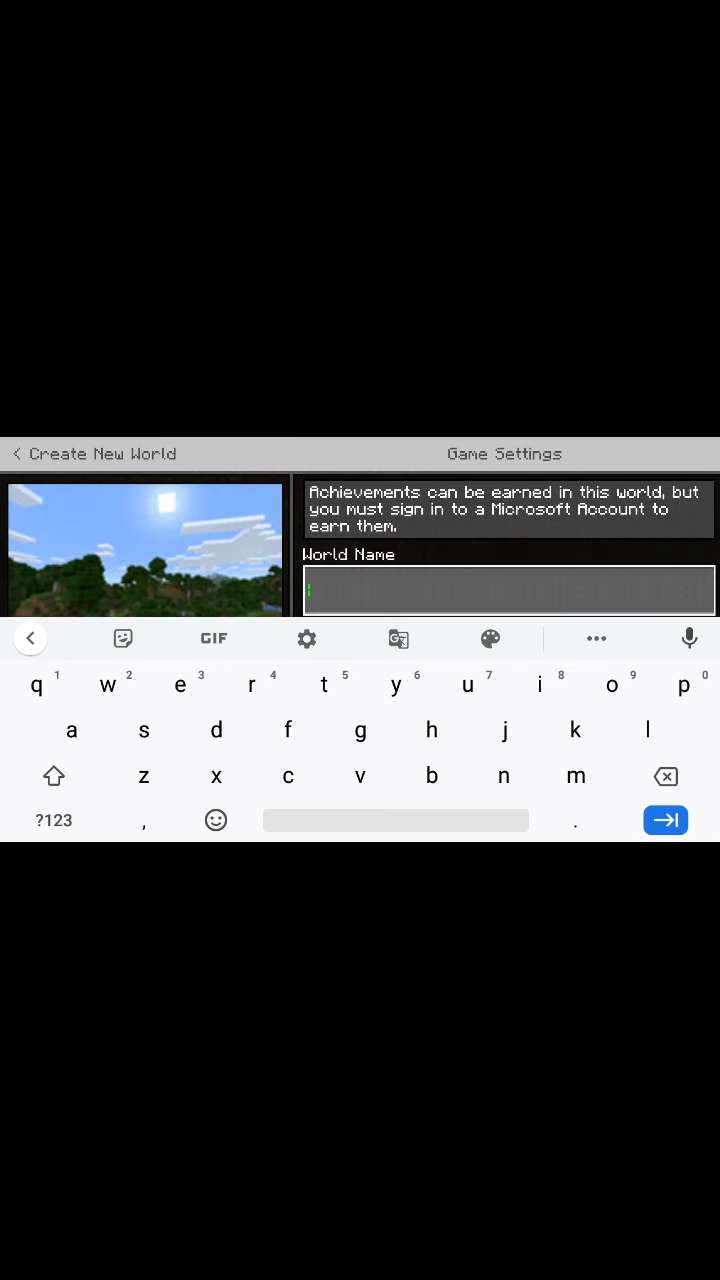 < Create New World
Game Settings
Achievements can be earned in this world, but
you must sign in to a Microsoft Account to
earn them.
World Name
GIF
q 1 w 2 e 3 r 4 t 5 y 6 u 7 i 8 o 9 p 0
a s d f g h j k l
z x c v b n m
?123 , .